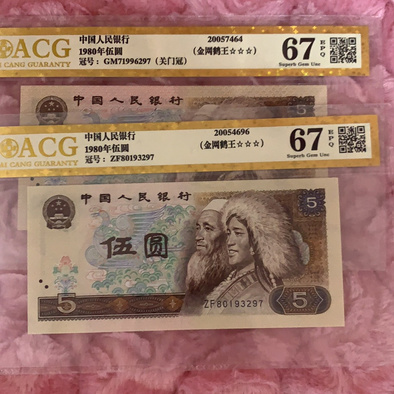 ACG
AI CANG GUARANTY
中国人民银行
1980年伍圆
冠号：GM71996297（关门冠）
20057464
（金网鹤王☆☆☆）
67 EPQ
Superb Gem Unc
中国人民银行
5
ACG
AI CANG GUARANTY
中国人民银行
1980年伍圆
冠号：ZF80193297
20054696
（金网鹤王☆☆☆）
67 EPQ
Superb Gem Unc
中国人民银行
5
伍圆
ZF80193297
5
5